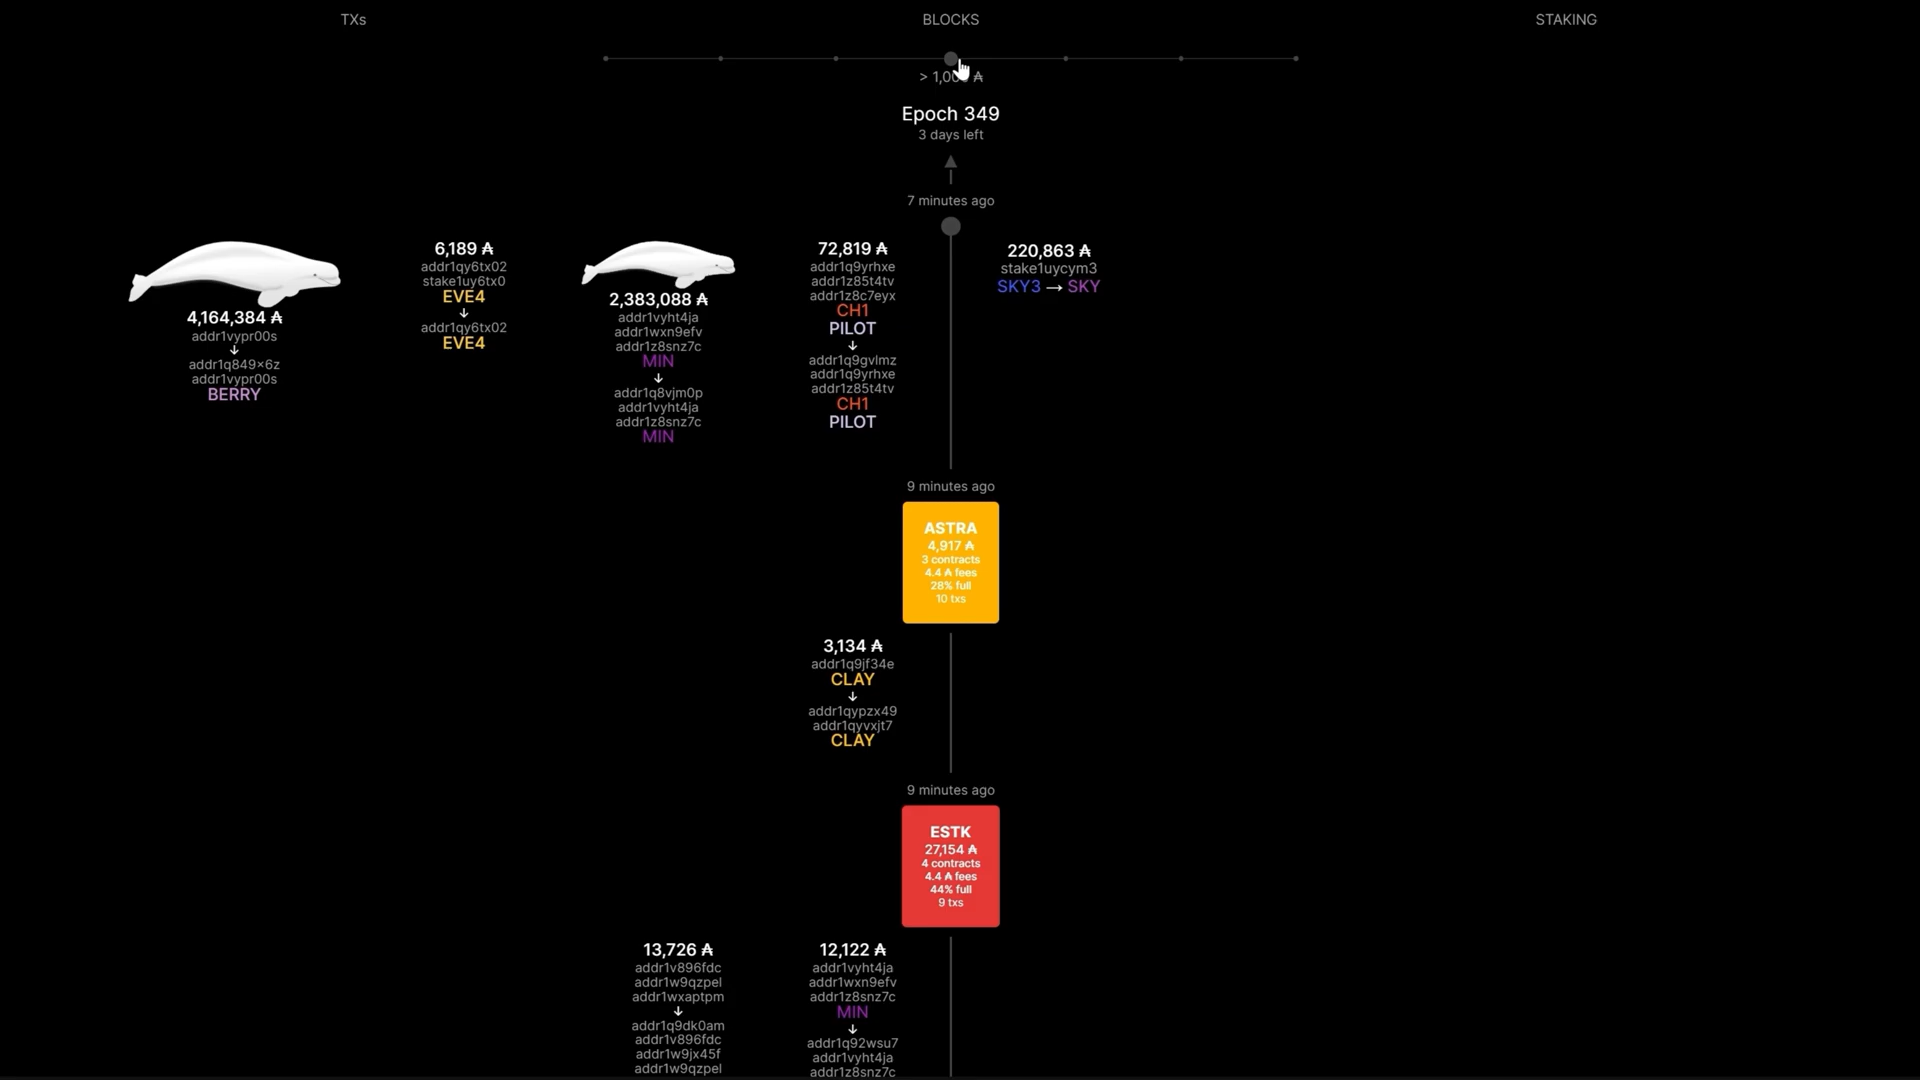 TXs
BLOCKS
STAKING
> 1,00 ₳
Epoch 349
3 days left
7 minutes ago
4,164,384 ₳
addr1vypr00s
↓
addr1q849x6z
addr1vypr00s
BERRY
6,189 ₳
addr1qy6tx02
stake1uy6tx0
EVE4
↓
addr1qy6tx02
EVE4
2,383,088 ₳
addr1vyht4ja
addr1wxn9efv
addr1z8snz7c
MIN
↓
addr1q8vjm0p
addr1vyht4ja
addr1z8snz7c
MIN
72,819 ₳
addr1q9yrhxe
addr1z85t4tv
addr1z8c7eyx
CH1
PILOT
↓
addr1q9gvlmz
addr1q9yrhxe
addr1z85t4tv
CH1
PILOT
220,863 ₳
stake1uycym3
SKY3 → SKY
9 minutes ago
ASTRA
4,917 ₳
3 contracts
4.4 ₳ fees
28% full
10 txs
3,134 ₳
addr1q9jf34e
CLAY
↓
addr1qypzx49
addr1qyvxjt7
CLAY
9 minutes ago
ESTK
27,154 ₳
4 contracts
4.4 ₳ fees
44% full
9 txs
13,726 ₳
addr1v896fdc
addr1w9qzpel
addr1wxaptpm
↓
addr1q9dk0am
addr1v896fdc
addr1w9jx45f
addr1w9qzpel
12,122 ₳
addr1vyht4ja
addr1wxn9efv
addr1z8snz7c
MIN
↓
addr1q92wsu7
addr1vyht4ja
addr1z8snz7c